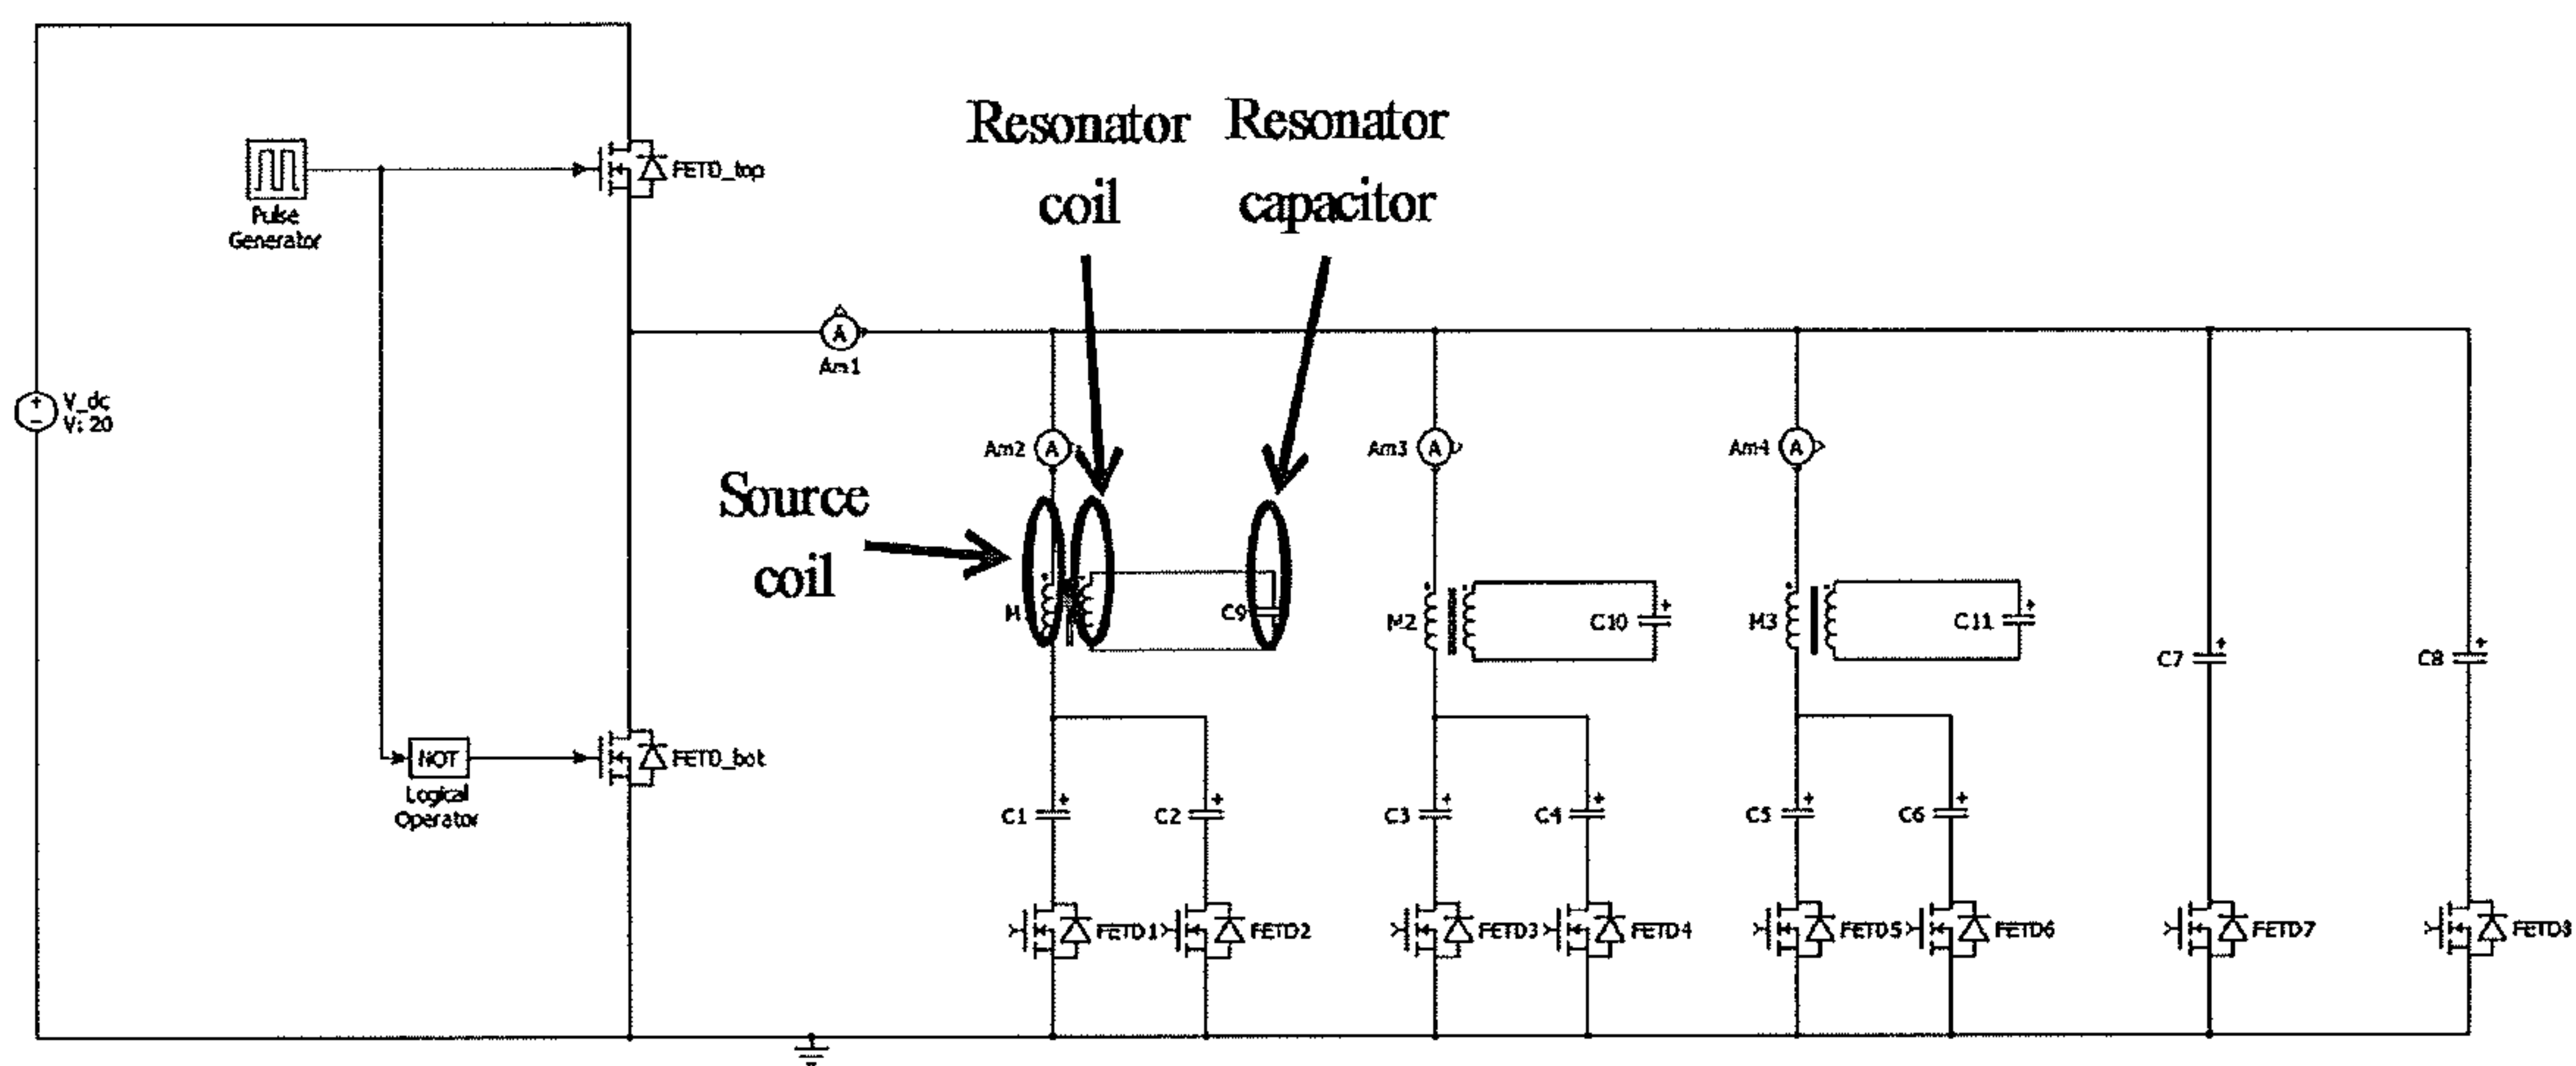 Resonator
coil
Resonator
capacitor
Source
coil
Pulse
Generator
FETD_top
A
Am1
V_dc
V: 20
Am2
A
Am3
A
Am4
A
C9
M2
C10
M3
C11
C7
C8
NOT
Logical
Operator
FETD_bot
C1
C2
C3
C4
C5
C6
FETD1
FETD2
FETD3
FETD4
FETD5
FETD6
FETD7
FETD8